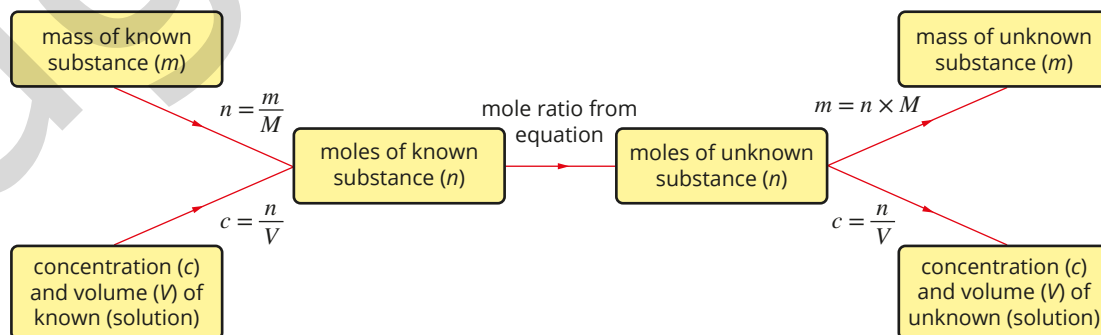 mass of known
substance (m)
n = m/M
concentration (c)
and volume (V) of
known (solution)
c = n/V
moles of known
substance (n)
mole ratio from
equation
moles of unknown
substance (n)
m = n × M
mass of unknown
substance (m)
c = n/V
concentration (c)
and volume (V) of
unknown (solution)